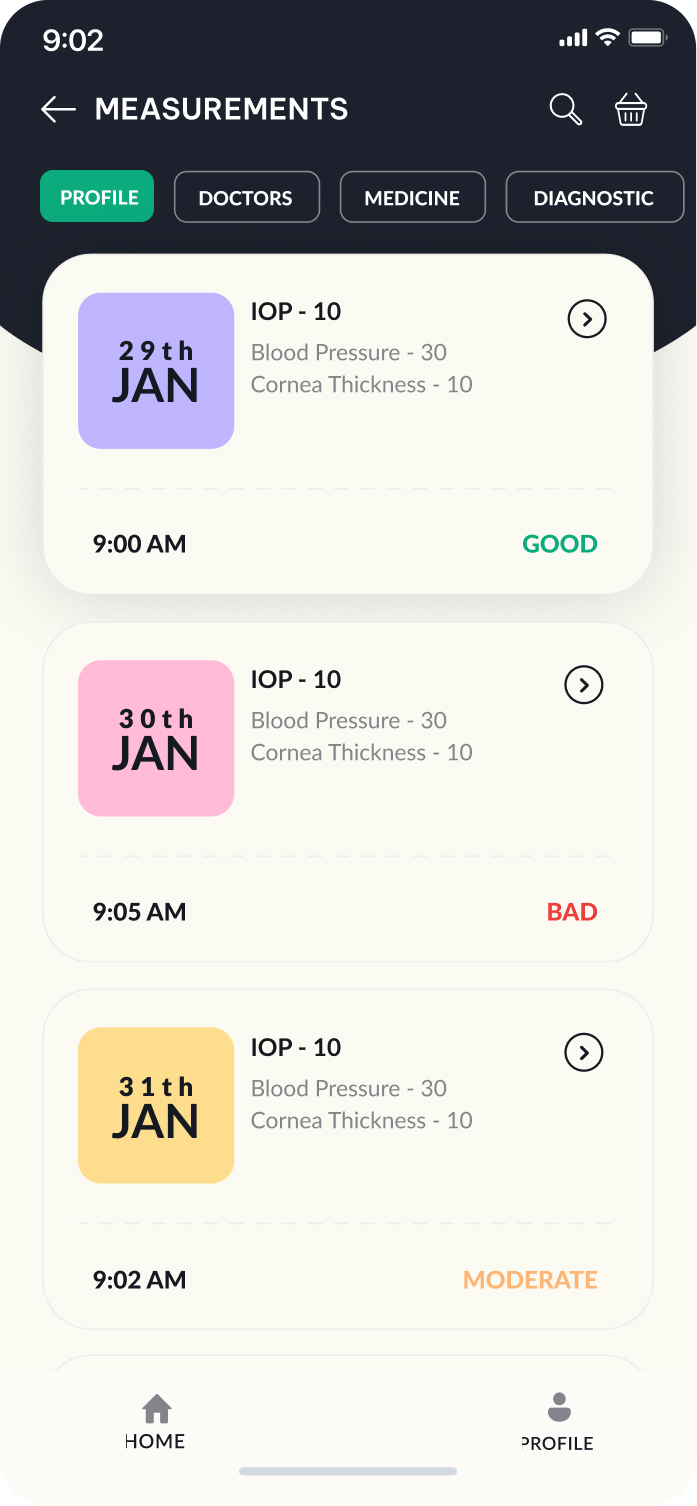 9:02
MEASUREMENTS
PROFILE DOCTORS MEDICINE DIAGNOSTIC
29th
JAN
IOP - 10
Blood Pressure - 30
Cornea Thickness - 10
9:00 AM GOOD
30th
JAN
IOP - 10
Blood Pressure - 30
Cornea Thickness - 10
9:05 AM BAD
31th
JAN
IOP - 10
Blood Pressure - 30
Cornea Thickness - 10
9:02 AM MODERATE
HOME PROFILE